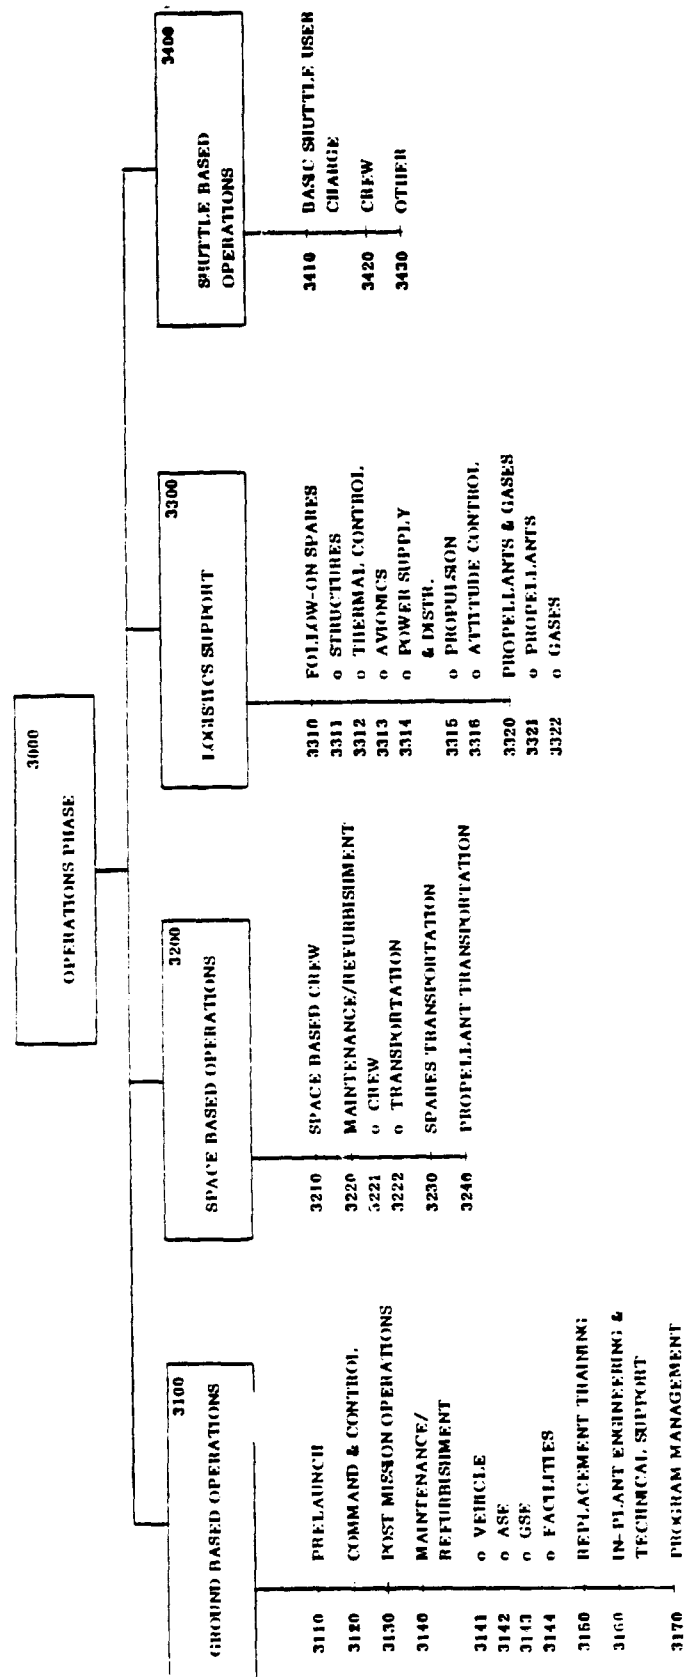 3000
OPERATIONS PHASE
3100
GROUND BASED OPERATIONS
3110 PRELAUNCH
3120 COMMAND & CONTROL
3130 POST MISSION OPERATIONS
3140 MAINTENANCE/
REFURBISHMENT
3141 o VEHICLE
3142 o ASE
3143 o GSE
3144 o FACILITIES
3150 REPLACEMENT TRAINING
3160 IN-PLANT ENGINEERING &
TECHNICAL SUPPORT
3170 PROGRAM MANAGEMENT
3200
SPACE BASED OPERATIONS
3210 SPACE BASED CREW
3220 MAINTENANCE/REFURBISHMENT
3221 o CREW
3222 o TRANSPORTATION
3230 SPARES TRANSPORTATION
3240 PROPELLANT TRANSPORTATION
3300
LOGISTICS SUPPORT
3310 FOLLOW-ON SPARES
3311 o STRUCTURES
3312 o THERMAL CONTROL
3313 o AVIONICS
3314 o POWER SUPPLY
& DISTR.
3315 o PROPULSION
3316 o ATTITUDE CONTROL
3320 PROPELLANTS & GASES
3321 o PROPELLANTS
3322 o GASES
3400
SHUTTLE BASED
OPERATIONS
3410 BASIC SHUTTLE USER
CHARGE
3420 CREW
3430 OTHER